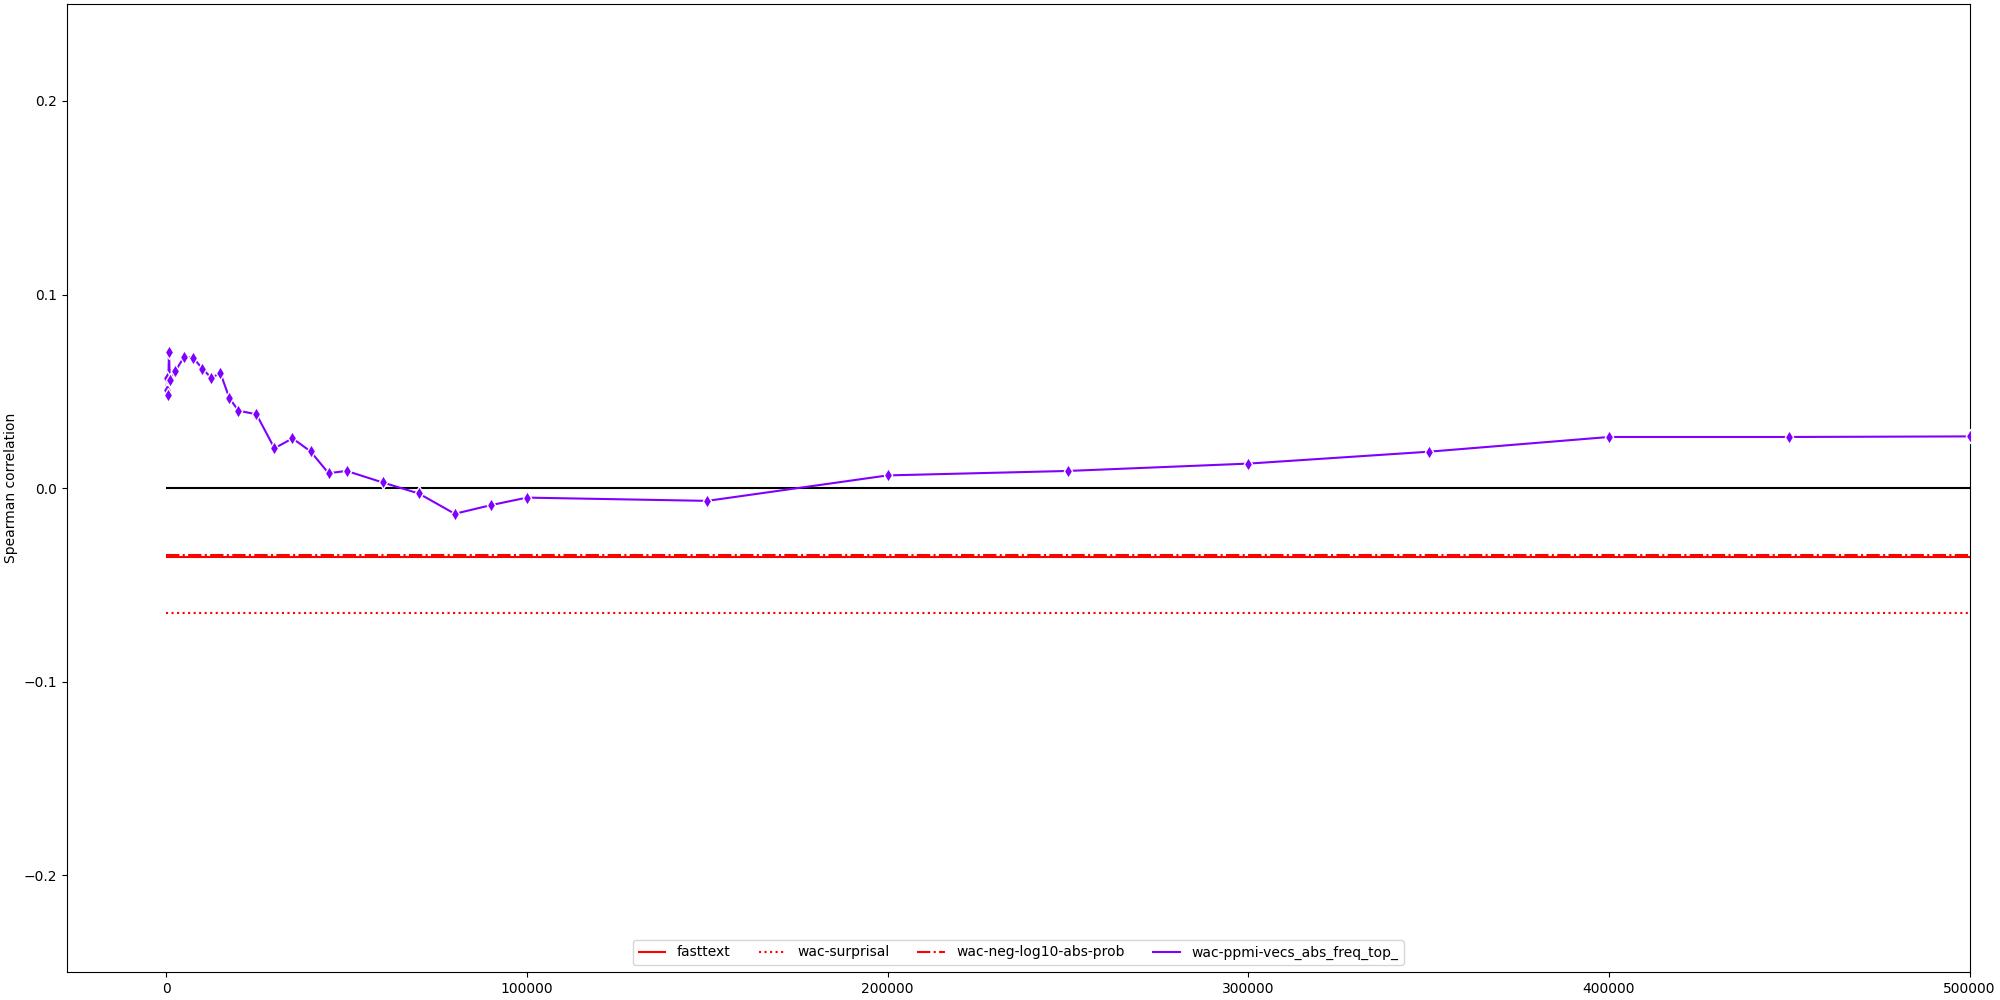 0.2
0.1
0.0
−0.1
−0.2
Spearman correlation
fasttext wac-surprisal wac-neg-log10-abs-prob wac-ppmi-vecs_abs_freq_top_
0 100000 200000 300000 400000 500000